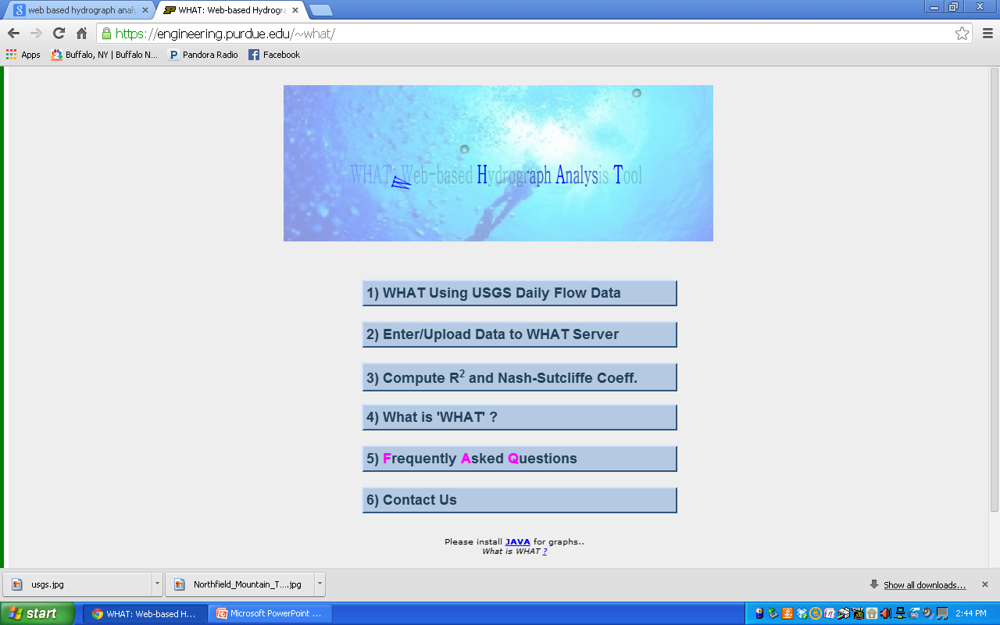 web based hydrograph anal
WHAT: Web-based Hydrogra
https://engineering.purdue.edu/~what/
Apps
Buffalo, NY | Buffalo N...
Pandora Radio
Facebook
WHAT: Web-based Hydrograph Analysis Tool
W
1) WHAT Using USGS Daily Flow Data
2) Enter/Upload Data to WHAT Server
3) Compute R² and Nash-Sutcliffe Coeff.
4) What is 'WHAT' ?
5) Frequently Asked Questions
6) Contact Us
Please install JAVA for graphs..
What is WHAT ?
usgs.jpg
Northfield_Mountain_T....jpg
Show all downloads...
start
WHAT: Web-based H...
Microsoft PowerPoint ...
2:44 PM